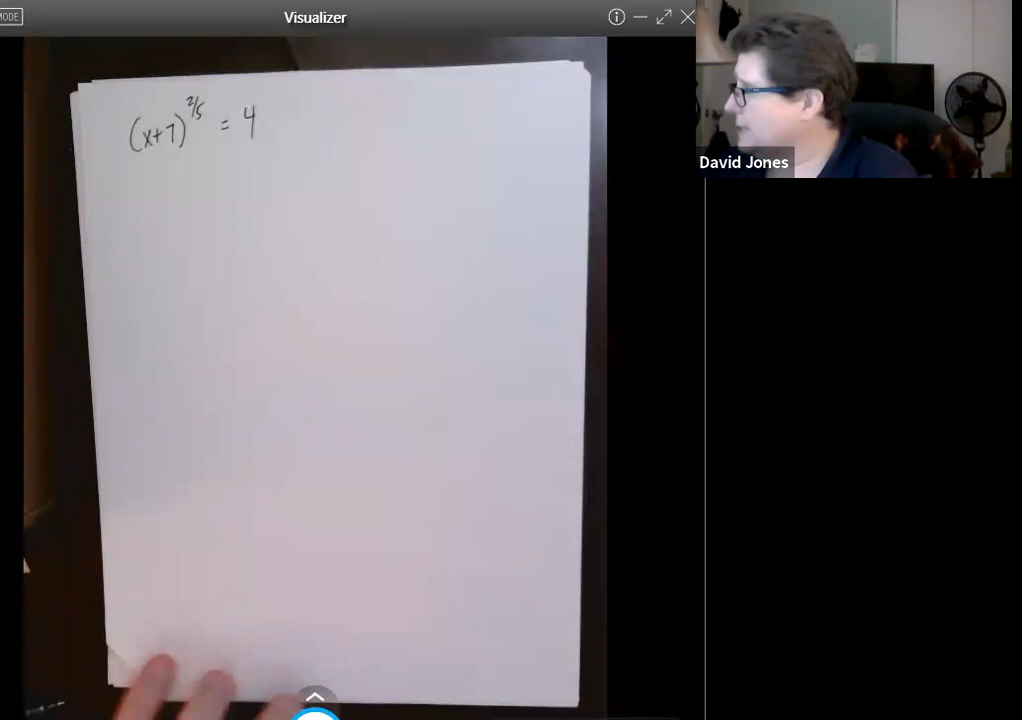 MODE
Visualizer
(x+7)^{2/5} = 4
David Jones